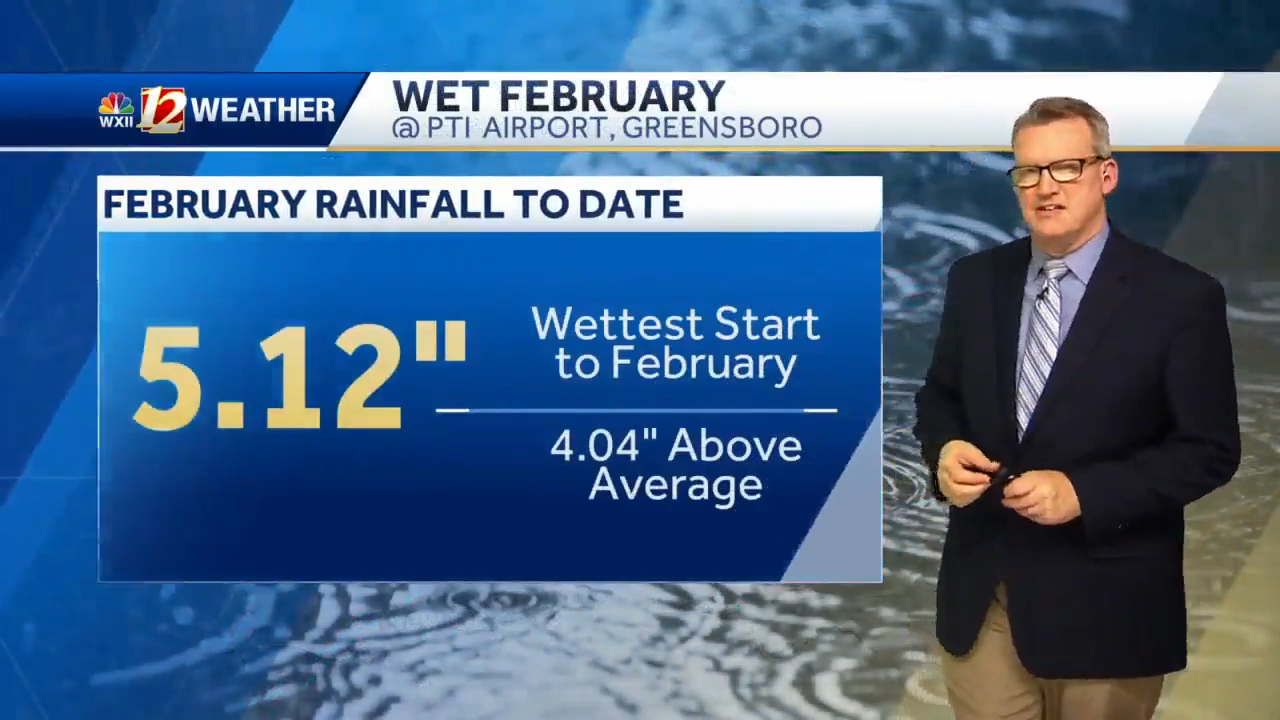 WXII 12 WEATHER
WET FEBRUARY
@ PTI AIRPORT, GREENSBORO
FEBRUARY RAINFALL TO DATE
5.12"
Wettest Start
to February
4.04" Above
Average